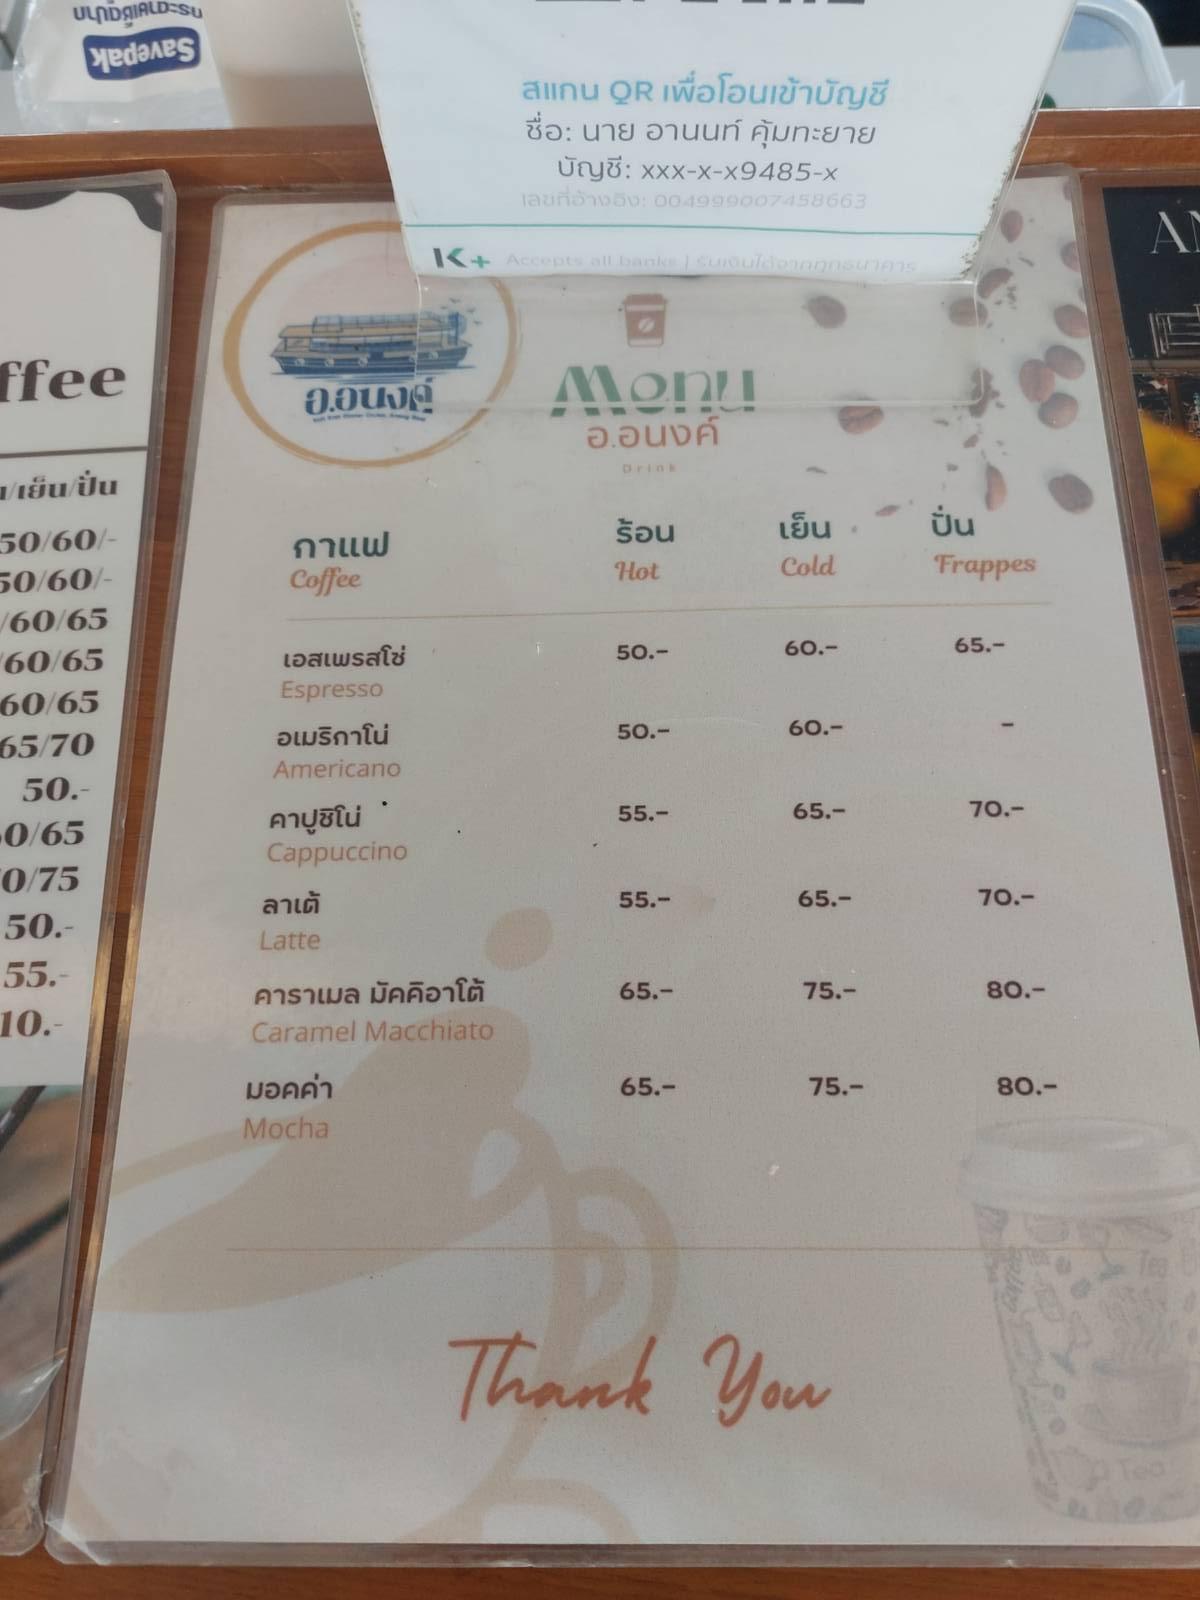 Savepak
สแกน QR เพื่อโอนเข้าบัญชี
ชื่อ: นาย อานนท์ คุ้มทะยาย
บัญชี: xxx-x-x9485-x
เลขที่อ้างอิง: 004999007458663
K+ Accepts all banks | รับเงินได้จากทุกธนาคาร
อ.อนงค์
Menu
อ.อนงค์
Drink
กาแฟ ร้อน เย็น ปั่น
Coffee Hot Cold Frappes
เอสเพรสโซ่ 50.- 60.- 65.-
Espresso
อเมริกาโน่ 50.- 60.- -
Americano
คาปูชิโน่ 55.- 65.- 70.-
Cappuccino
ลาเต้ 55.- 65.- 70.-
Latte
คาราเมล มัคคิอาโต้ 65.- 75.- 80.-
Caramel Macchiato
มอคค่า 65.- 75.- 80.-
Mocha
Thank You
Tea
ffee
/เย็น/ปั่น
50/60/-
50/60/-
/60/65
/60/65
60/65
65/70
50.-
0/65
0/75
50.-
55.-
10.-